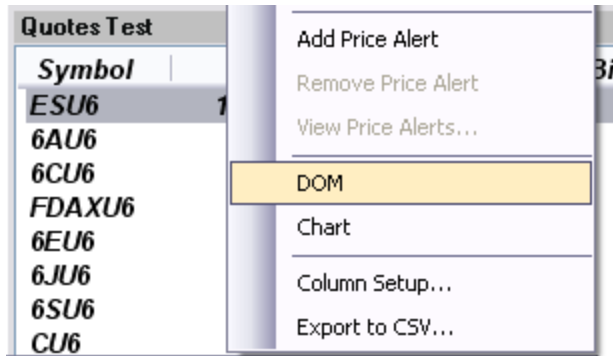 Quotes Test
Symbol
ESU6
6AU6
6CU6
FDAXU6
6EU6
6JU6
6SU6
CU6
Add Price Alert
Remove Price Alert
View Price Alerts...
DOM
Chart
Column Setup...
Export to CSV...